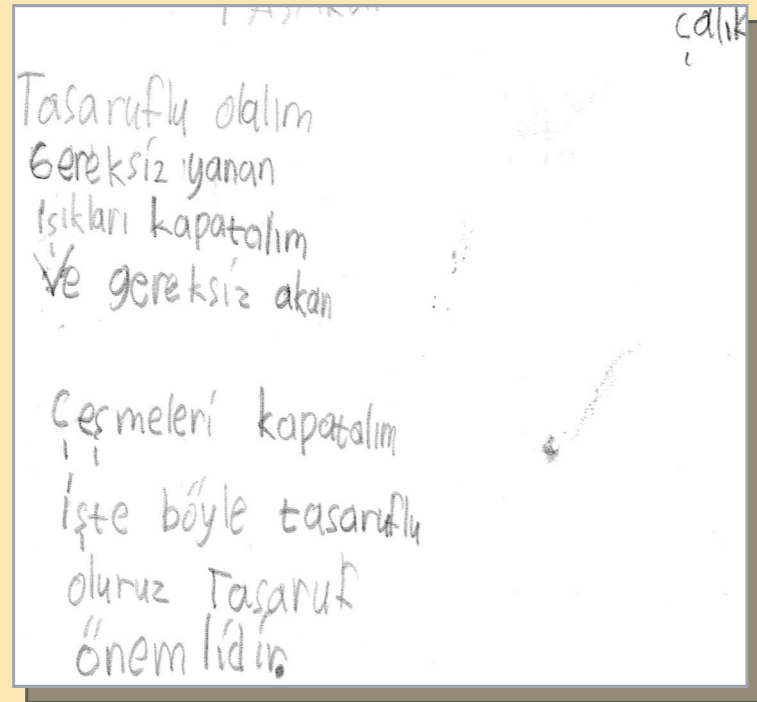 çalık
Tasaruflu olalım
Gereksiz yanan
Işıkları kapatalım
Ve gereksiz akan
Çeşmeleri kapatalım
İşte böyle tasaruflu
oluruz Tasaruf
önemlidir.